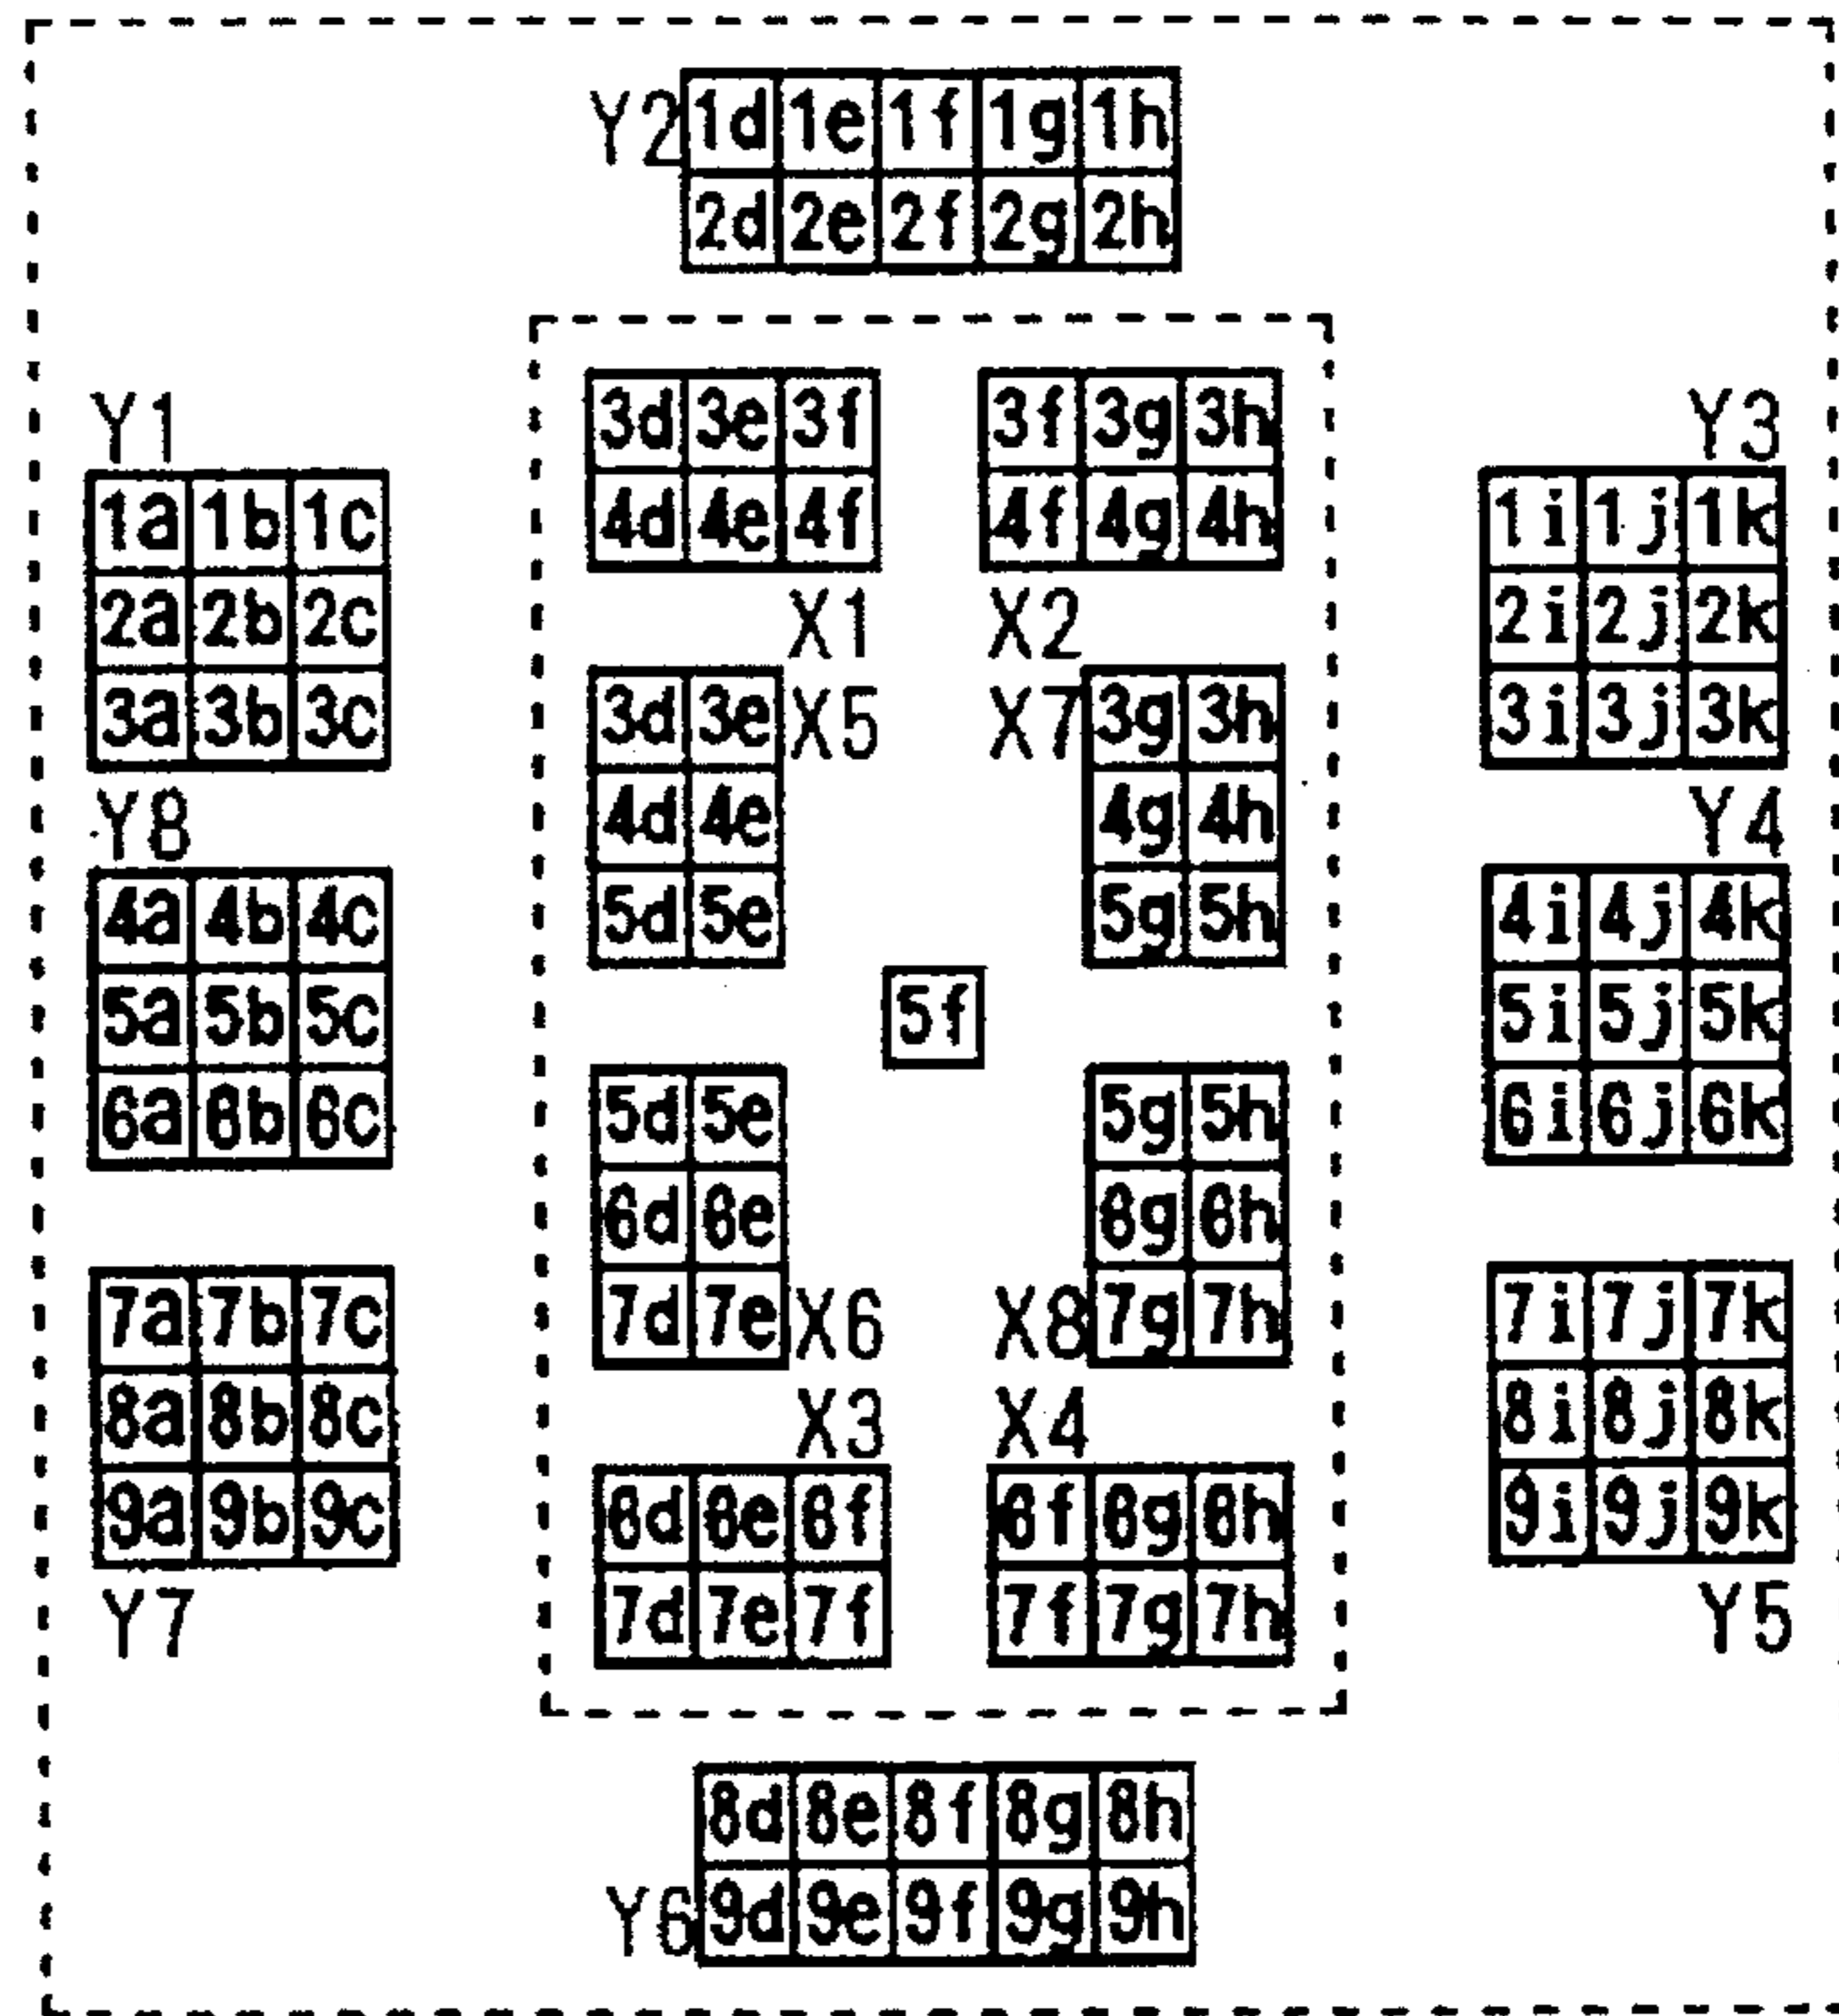 Y2 1d 1e 1f 1g 1h
2d 2e 2f 2g 2h
3d 3e 3f
4d 4e 4f
X1
3f 3g 3h
4f 4g 4h
X2
Y1
1a 1b 1c
2a 2b 2c
3a 3b 3c
Y3
1i 1j 1k
2i 2j 2k
3i 3j 3k
3d 3e X5
4d 4e
5d 5e
X7 3g 3h
4g 4h
5g 5h
Y8
4a 4b 4c
5a 5b 5c
6a 6b 6c
5f
Y4
4i 4j 4k
5i 5j 5k
6i 6j 6k
5d 5e
6d 6e
7d 7e X6
5g 5h
6g 6h
X8 7g 7h
Y7
7a 7b 7c
8a 8b 8c
9a 9b 9c
X3
6d 6e 6f
7d 7e 7f
X4
6f 6g 6h
7f 7g 7h
7i 7j 7k
8i 8j 8k
9i 9j 9k
Y5
8d 8e 8f 8g 8h
Y6 9d 9e 9f 9g 9h